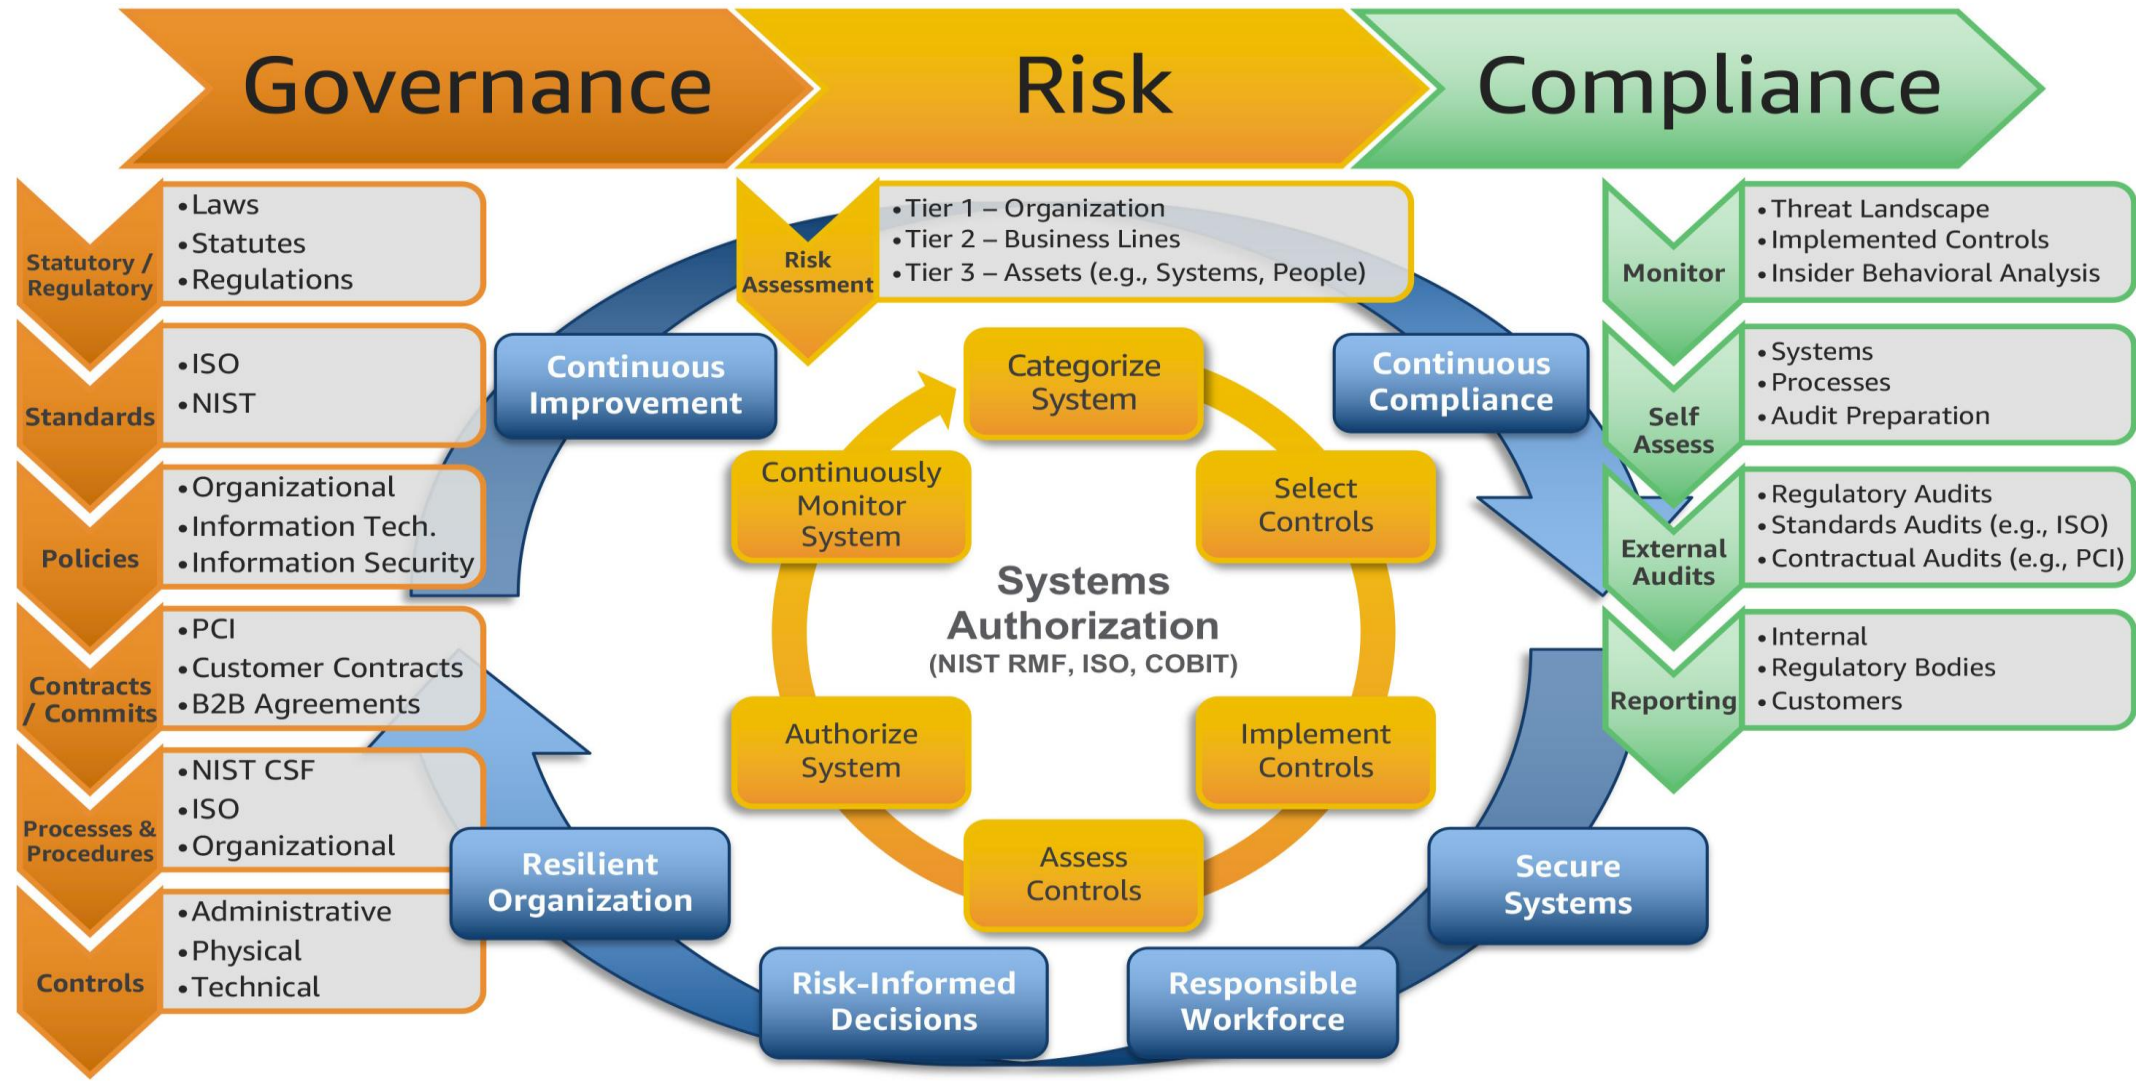 Governance
Risk
Compliance
Statutory /
Regulatory
•Laws
•Statutes
•Regulations
Standards
•ISO
•NIST
Policies
•Organizational
•Information Tech.
•Information Security
Contracts
/ Commits
•PCI
•Customer Contracts
•B2B Agreements
Processes &
Procedures
•NIST CSF
•ISO
•Organizational
Controls
•Administrative
•Physical
•Technical
Risk
Assessment
•Tier 1 – Organization
•Tier 2 – Business Lines
•Tier 3 – Assets (e.g., Systems, People)
Continuous
Improvement
Continuous
Compliance
Categorize
System
Select
Controls
Implement
Controls
Assess
Controls
Authorize
System
Continuously
Monitor
System
Systems
Authorization
(NIST RMF, ISO, COBIT)
Secure
Systems
Responsible
Workforce
Risk-Informed
Decisions
Resilient
Organization
Monitor
•Threat Landscape
•Implemented Controls
•Insider Behavioral Analysis
Self
Assess
•Systems
•Processes
•Audit Preparation
External
Audits
•Regulatory Audits
•Standards Audits (e.g., ISO)
•Contractual Audits (e.g., PCI)
Reporting
•Internal
•Regulatory Bodies
•Customers